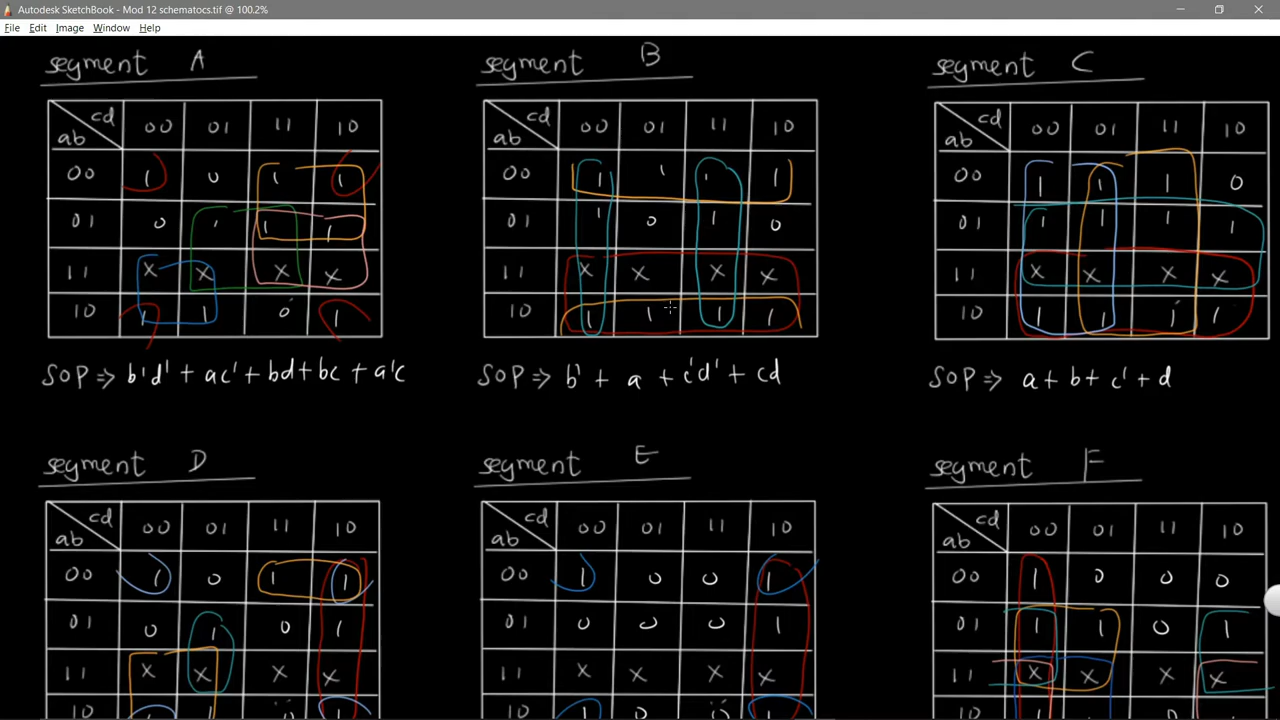 Autodesk SketchBook - Mod 12 schematocs.tif @ 100.2%
File Edit Image Window Help
segment A
cd 00 01 11 10
ab
00 1 0 1 1
01 0 1 1 1
11 X X X X
10 1 1 0 1
SOP => b'd' + ac' + bd + bc + a'c
segment B
cd 00 01 11 10
ab
00 1 1 1 1
01 1 0 1 0
11 X X X X
10 1 1 1 1
SOP => b' + a + c'd' + cd
segment C
cd 00 01 11 10
ab
00 1 1 1 0
01 1 1 1 1
11 X X X X
10 1 1 1 1
SOP => a + b + c' + d
segment D
cd 00 01 11 10
ab
00 1 0 1 1
01 0 1 0 1
11 X X X X
10
segment E
cd 00 01 11 10
ab
00 1 0 0 1
01 0 0 0 1
11 X X X X
10
segment F
cd 00 01 11 10
ab
00 1 0 0 0
01 1 1 0 1
11 X X X X
10